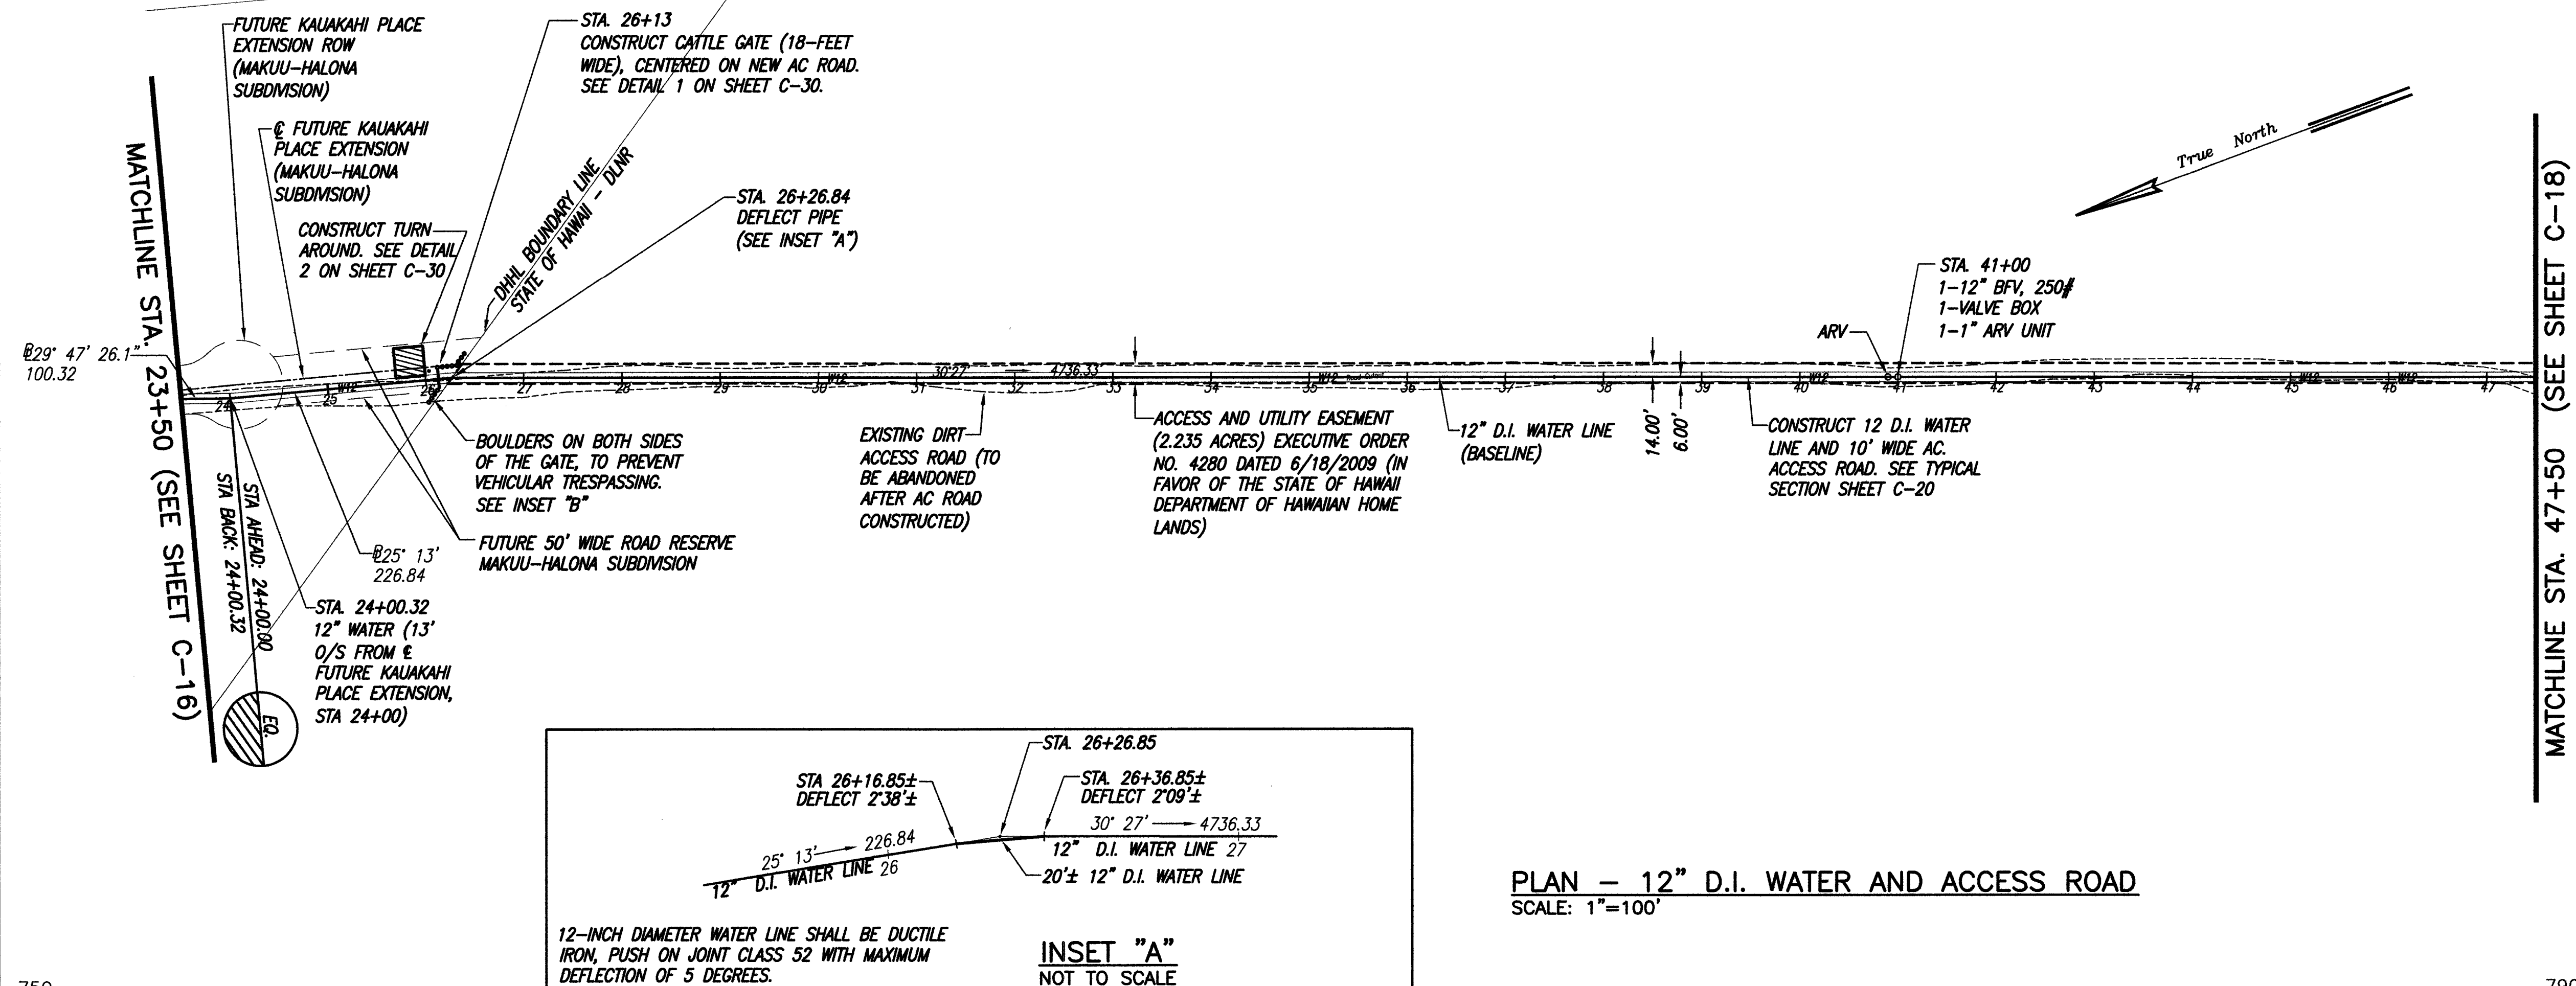 FUTURE KAUAKAHI PLACE
EXTENSION ROW
(MAKUU-HALONA
SUBDIVISION)
℄ FUTURE KAUAKAHI
PLACE EXTENSION
(MAKUU-HALONA
SUBDIVISION)
CONSTRUCT TURN
AROUND. SEE DETAIL
2 ON SHEET C-30
STA. 26+13
CONSTRUCT CATTLE GATE (18-FEET
WIDE), CENTERED ON NEW AC ROAD.
SEE DETAIL 1 ON SHEET C-30.
DHHL BOUNDARY LINE
STATE OF HAWAII - DLNR
STA. 26+26.84
DEFLECT PIPE
(SEE INSET "A")
True North
STA. 41+00
1-12" BFV, 250#
1-VALVE BOX
1-1" ARV UNIT
ARV
MATCHLINE STA. 23+50 (SEE SHEET C-16)
MATCHLINE STA. 47+50 (SEE SHEET C-18)
B29° 47' 26.1"
100.32
24 25 26 27 28 29 30 31 32 33 34 35 36 37 38 39 40 41 42 43 44 45 46 47
W12 W12 W12 W12 W12 W12
30°27' 4736.33'
BOULDERS ON BOTH SIDES
OF THE GATE, TO PREVENT
VEHICULAR TRESPASSING.
SEE INSET "B"
FUTURE 50' WIDE ROAD RESERVE
MAKUU-HALONA SUBDIVISION
B25° 13'
226.84
EXISTING DIRT
ACCESS ROAD (TO
BE ABANDONED
AFTER AC ROAD
CONSTRUCTED)
ACCESS AND UTILITY EASEMENT
(2.235 ACRES) EXECUTIVE ORDER
NO. 4280 DATED 6/18/2009 (IN
FAVOR OF THE STATE OF HAWAII
DEPARTMENT OF HAWAIIAN HOME
LANDS)
12" D.I. WATER LINE
(BASELINE)
14.00'
6.00'
CONSTRUCT 12 D.I. WATER
LINE AND 10' WIDE AC.
ACCESS ROAD. SEE TYPICAL
SECTION SHEET C-20
STA AHEAD: 24+00.00
STA BACK: 24+00.32
EQ.
STA. 24+00.32
12" WATER (13'
O/S FROM ℄
FUTURE KAUAKAHI
PLACE EXTENSION,
STA 24+00)
STA. 26+26.85
STA 26+16.85±
DEFLECT 2°38'±
STA. 26+36.85±
DEFLECT 2°09'±
25° 13' 226.84
12" D.I. WATER LINE 26
30° 27' 4736.33
12" D.I. WATER LINE 27
20'± 12" D.I. WATER LINE
12-INCH DIAMETER WATER LINE SHALL BE DUCTILE
IRON, PUSH ON JOINT CLASS 52 WITH MAXIMUM
DEFLECTION OF 5 DEGREES.
INSET "A"
NOT TO SCALE
PLAN - 12" D.I. WATER AND ACCESS ROAD
SCALE: 1"=100'